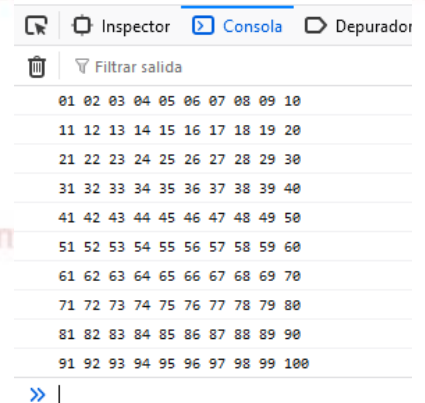 Inspector Consola Depurador
Filtrar salida
01 02 03 04 05 06 07 08 09 10
11 12 13 14 15 16 17 18 19 20
21 22 23 24 25 26 27 28 29 30
31 32 33 34 35 36 37 38 39 40
41 42 43 44 45 46 47 48 49 50
51 52 53 54 55 56 57 58 59 60
61 62 63 64 65 66 67 68 69 70
71 72 73 74 75 76 77 78 79 80
81 82 83 84 85 86 87 88 89 90
91 92 93 94 95 96 97 98 99 100